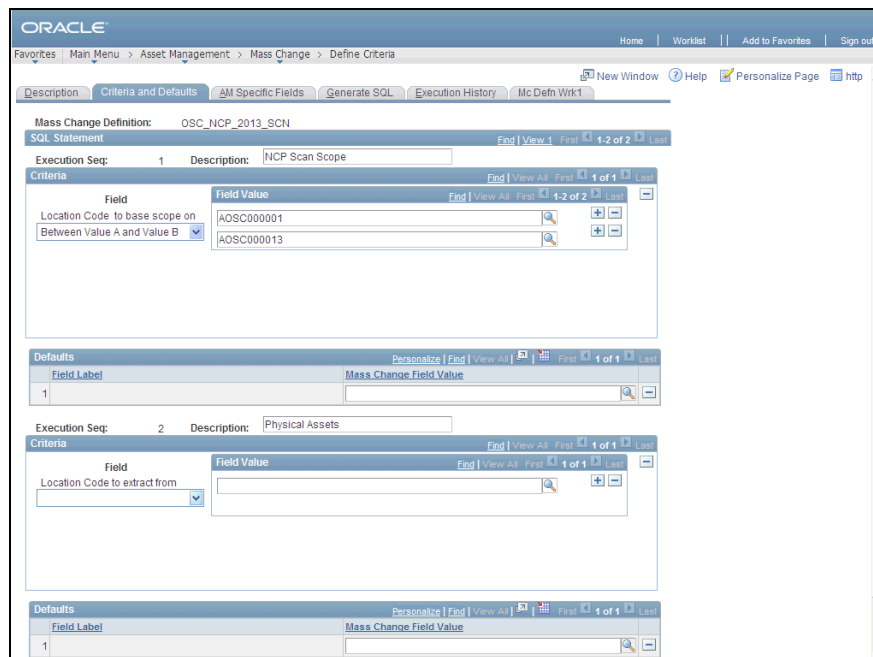 ORACLE
Home | Worklist | | Add to Favorites | Sign out
Favorites Main Menu > Asset Management > Mass Change > Define Criteria
New Window Help Personalize Page http
Description Criteria and Defaults AM Specific Fields Generate SQL Execution History Mc Defn Wrk1
Mass Change Definition: OSC_NCP_2013_SCN
SQL Statement Find | View 1 First 1-2 of 2 Last
Execution Seq: 1 Description: NCP Scan Scope
Criteria Find | View All First 1 of 1 Last
Field
Field Value Find | View All First 1-2 of 2 Last
Location Code to base scope on
Between Value A and Value B
AOSC000001
AOSC000013
Defaults Personalize | Find | View All | | First 1 of 1 Last
Field Label Mass Change Field Value
1
Execution Seq: 2 Description: Physical Assets
Criteria Find | View All First 1 of 1 Last
Field
Field Value Find | View All First 1 of 1 Last
Location Code to extract from
Defaults Personalize | Find | View All | | First 1 of 1 Last
Field Label Mass Change Field Value
1